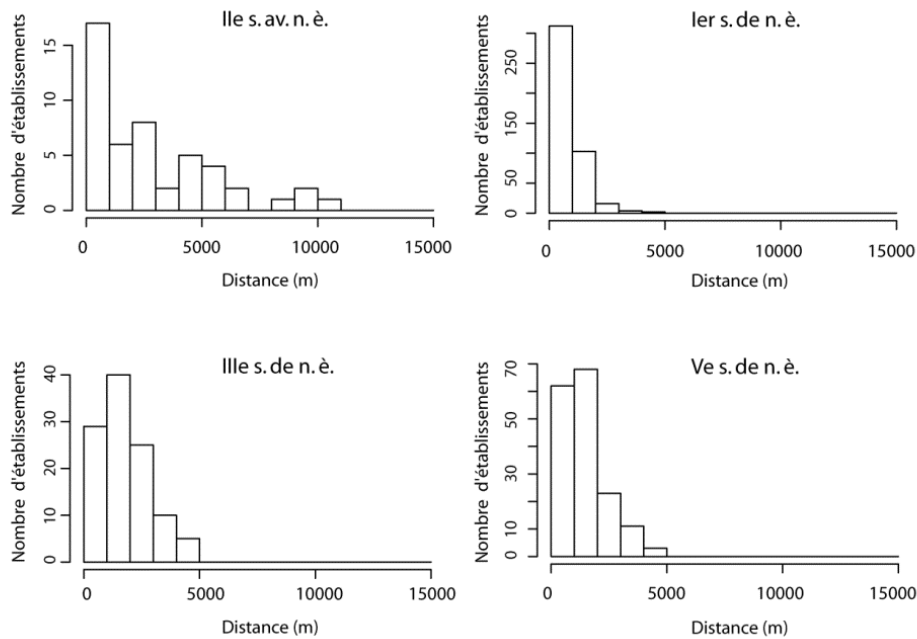 IIe s. av. n. è.
Nombre d'établissements
15
10
5
0
0 5000 10000 15000
Distance (m)
Ier s. de n. è.
Nombre d'établissements
250
150
50
0
0 5000 10000 15000
Distance (m)
IIIe s. de n. è.
Nombre d'établissements
40
30
20
10
0
0 5000 10000 15000
Distance (m)
Ve s. de n. è.
Nombre d'établissements
70
50
30
10
0
0 5000 10000 15000
Distance (m)